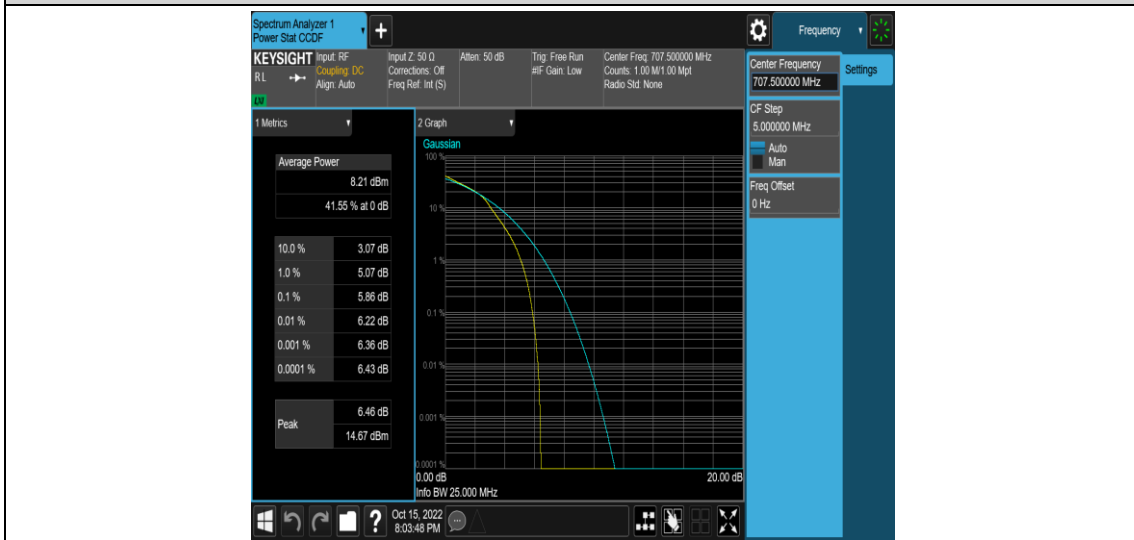 Spectrum Analyzer 1
Power Stat CCDF
+
Frequency
KEYSIGHT
RL
LXI
Input: RF
Coupling: DC
Align: Auto
Input Z: 50 Ω
Corrections: Off
Freq Ref: Int (S)
Atten: 50 dB
Trig: Free Run
#IF Gain: Low
Center Freq: 707.500000 MHz
Counts: 1.00 M/1.00 Mpt
Radio Std: None
Center Frequency
707.500000 MHz
Settings
CF Step
5.000000 MHz
Auto
Man
Freq Offset
0 Hz
1 Metrics
Average Power
8.21 dBm
41.55 % at 0 dB
10.0 % 3.07 dB
1.0 % 5.07 dB
0.1 % 5.86 dB
0.01 % 6.22 dB
0.001 % 6.36 dB
0.0001 % 6.43 dB
Peak
6.46 dB
14.67 dBm
2 Graph
Gaussian
100 %
10 %
1 %
0.1 %
0.01 %
0.001 %
0.0001 %
0.00 dB 20.00 dB
Info BW 25.000 MHz
?
Oct 15, 2022
8:03:48 PM